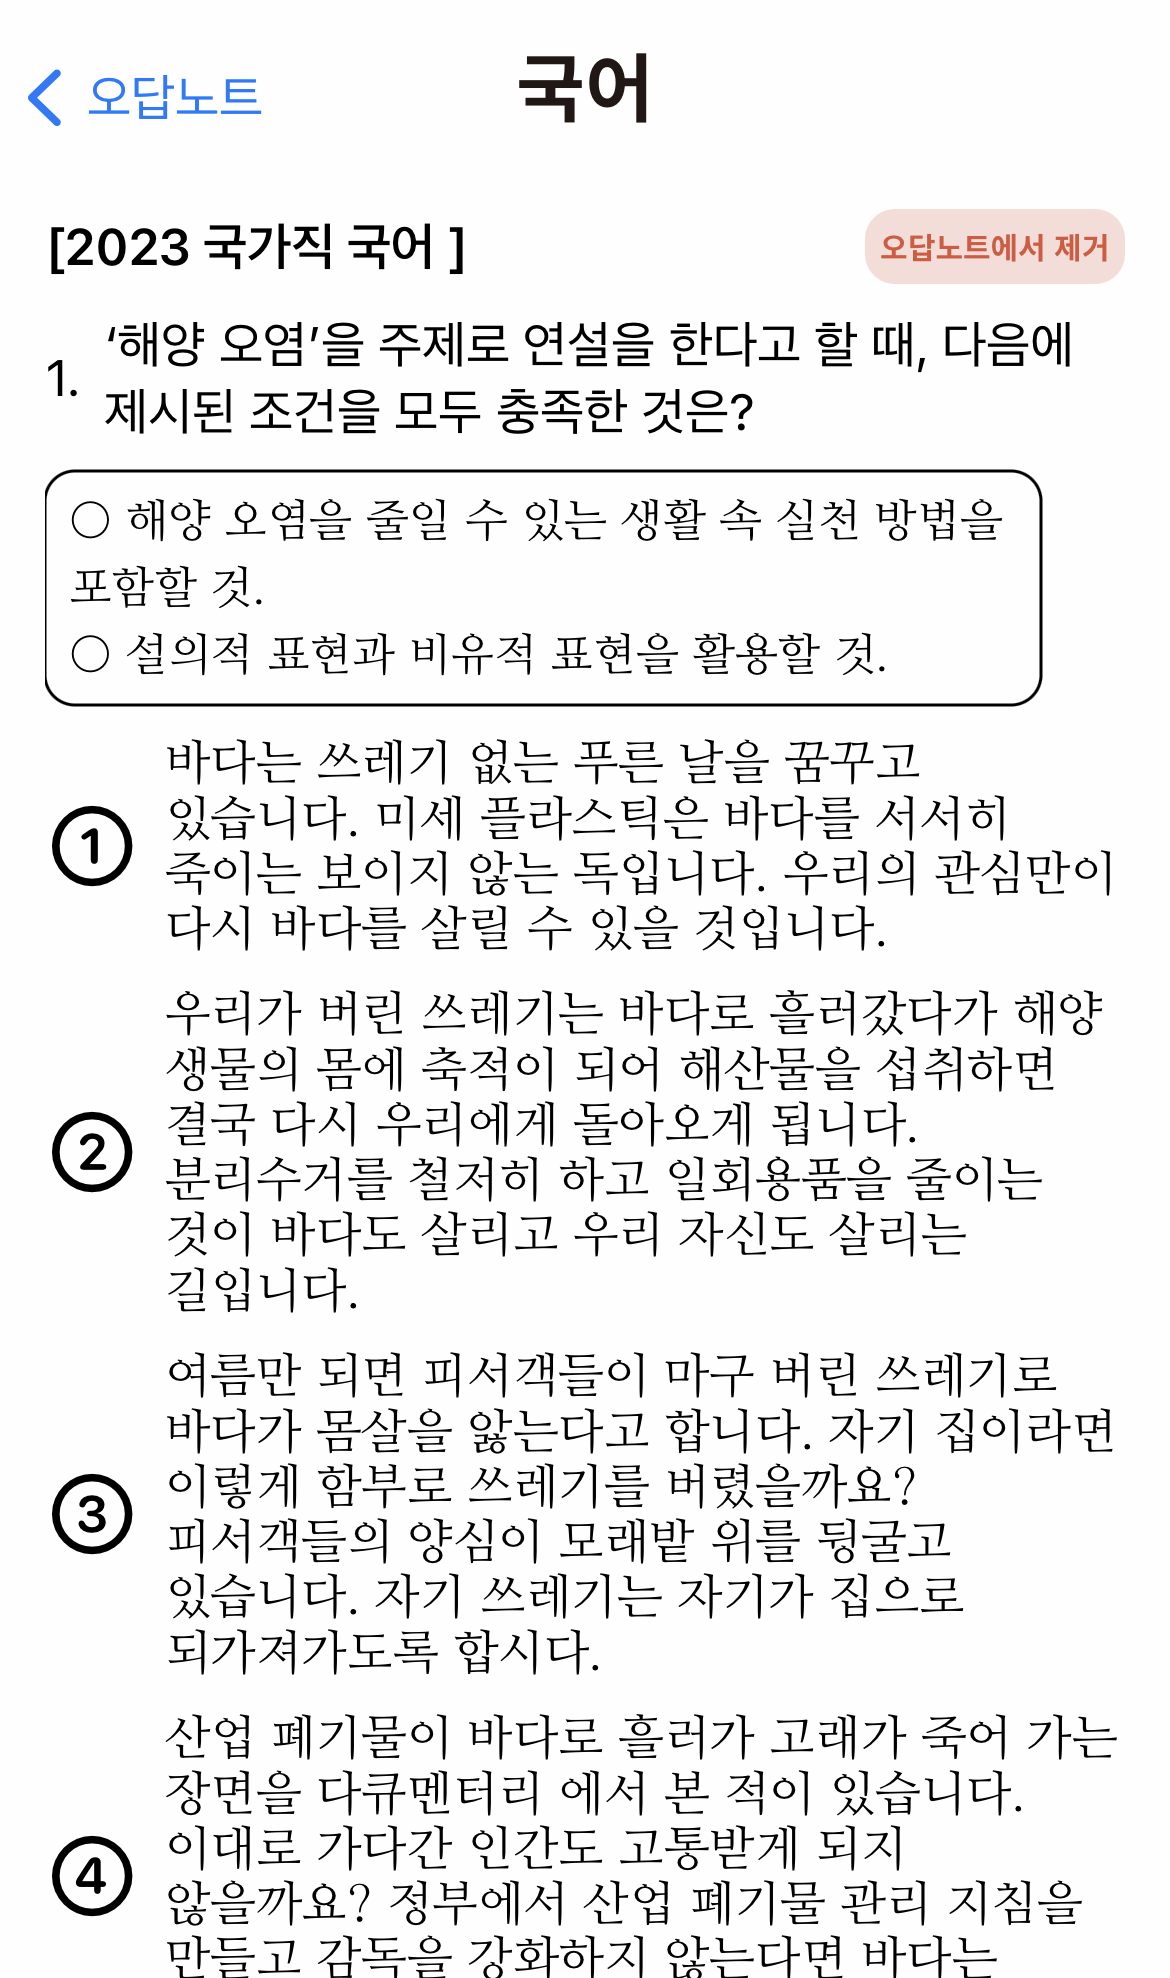 오답노트
국어
[2023 국가직 국어 ]
오답노트에서 제거
1. ‘해양 오염’을 주제로 연설을 한다고 할 때, 다음에
제시된 조건을 모두 충족한 것은?
○ 해양 오염을 줄일 수 있는 생활 속 실천 방법을
포함할 것.
○ 설의적 표현과 비유적 표현을 활용할 것.
① 바다는 쓰레기 없는 푸른 날을 꿈꾸고
있습니다. 미세 플라스틱은 바다를 서서히
죽이는 보이지 않는 독입니다. 우리의 관심만이
다시 바다를 살릴 수 있을 것입니다.
② 우리가 버린 쓰레기는 바다로 흘러갔다가 해양
생물의 몸에 축적이 되어 해산물을 섭취하면
결국 다시 우리에게 돌아오게 됩니다.
분리수거를 철저히 하고 일회용품을 줄이는
것이 바다도 살리고 우리 자신도 살리는
길입니다.
③ 여름만 되면 피서객들이 마구 버린 쓰레기로
바다가 몸살을 앓는다고 합니다. 자기 집이라면
이렇게 함부로 쓰레기를 버렸을까요?
피서객들의 양심이 모래밭 위를 뒹굴고
있습니다. 자기 쓰레기는 자기가 집으로
되가져가도록 합시다.
④ 산업 폐기물이 바다로 흘러가 고래가 죽어 가는
장면을 다큐멘터리 에서 본 적이 있습니다.
이대로 가다간 인간도 고통받게 되지
않을까요? 정부에서 산업 폐기물 관리 지침을
만들고 감독을 강화하지 않는다면 바다는